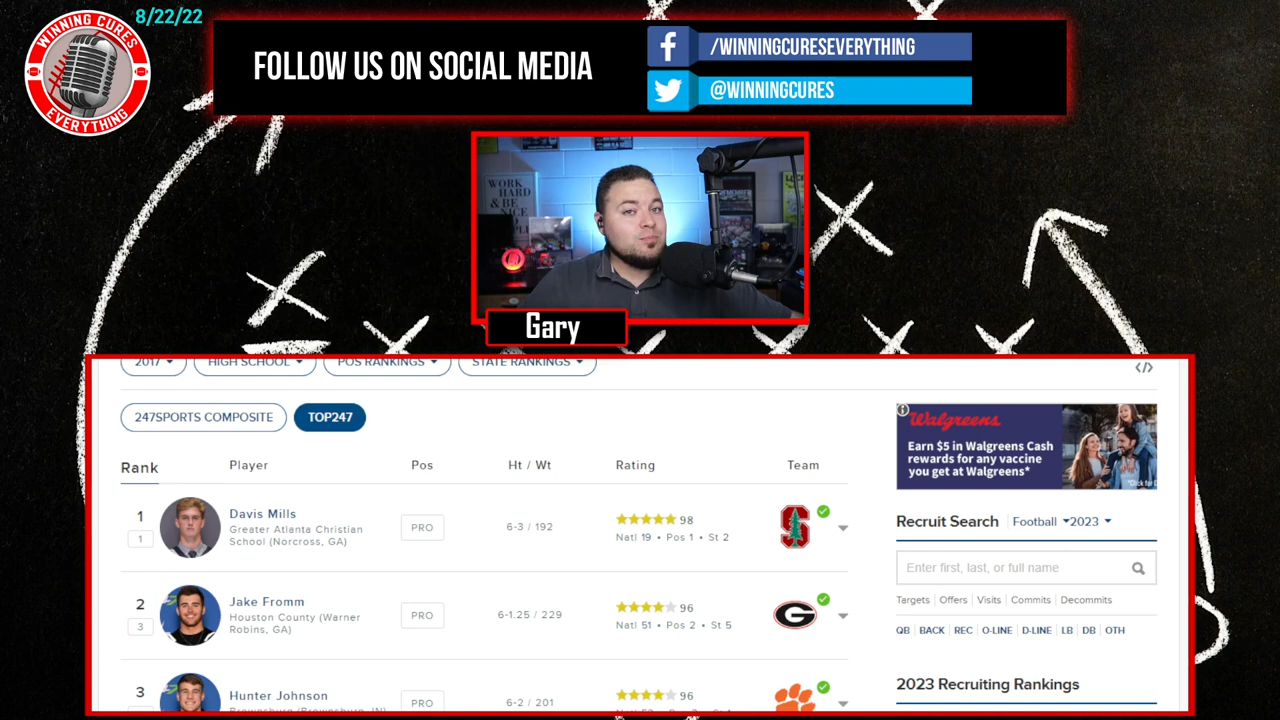 8/22/22
WINNING CURES
EVERYTHING
FOLLOW US ON SOCIAL MEDIA
/WINNINGCURESEVERYTHING
@WINNINGCURES
WORK
HARD
& BE
NICE
Gary
2017 HIGH SCHOOL POS RANKINGS STATE RANKINGS
</>
247SPORTS COMPOSITE TOP247
Rank Player Pos Ht / Wt Rating Team
1 Davis Mills
1 Greater Atlanta Christian
School (Norcross, GA)
PRO 6-3 / 192 98
Natl 19 • Pos 1 • St 2
2 Jake Fromm
3 Houston County (Warner
Robins, GA)
PRO 6-1.25 / 229 96
Natl 51 • Pos 2 • St 5
3 Hunter Johnson
PRO 6-2 / 201 96
Walgreens
Earn $5 in Walgreens Cash
rewards for any vaccine
you get at Walgreens*
Recruit Search Football 2023
Enter first, last, or full name
Targets Offers Visits Commits Decommits
QB BACK REC O-LINE D-LINE LB DB OTH
2023 Recruiting Rankings